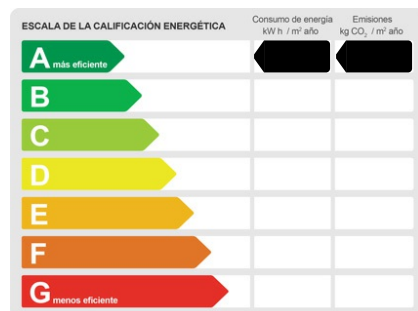 ESCALA DE LA CALIFICACIÓN ENERGÉTICA
Consumo de energía
kW h / m² año
Emisiones
kg CO₂ / m² año
A más eficiente
B
C
D
E
F
G menos eficiente